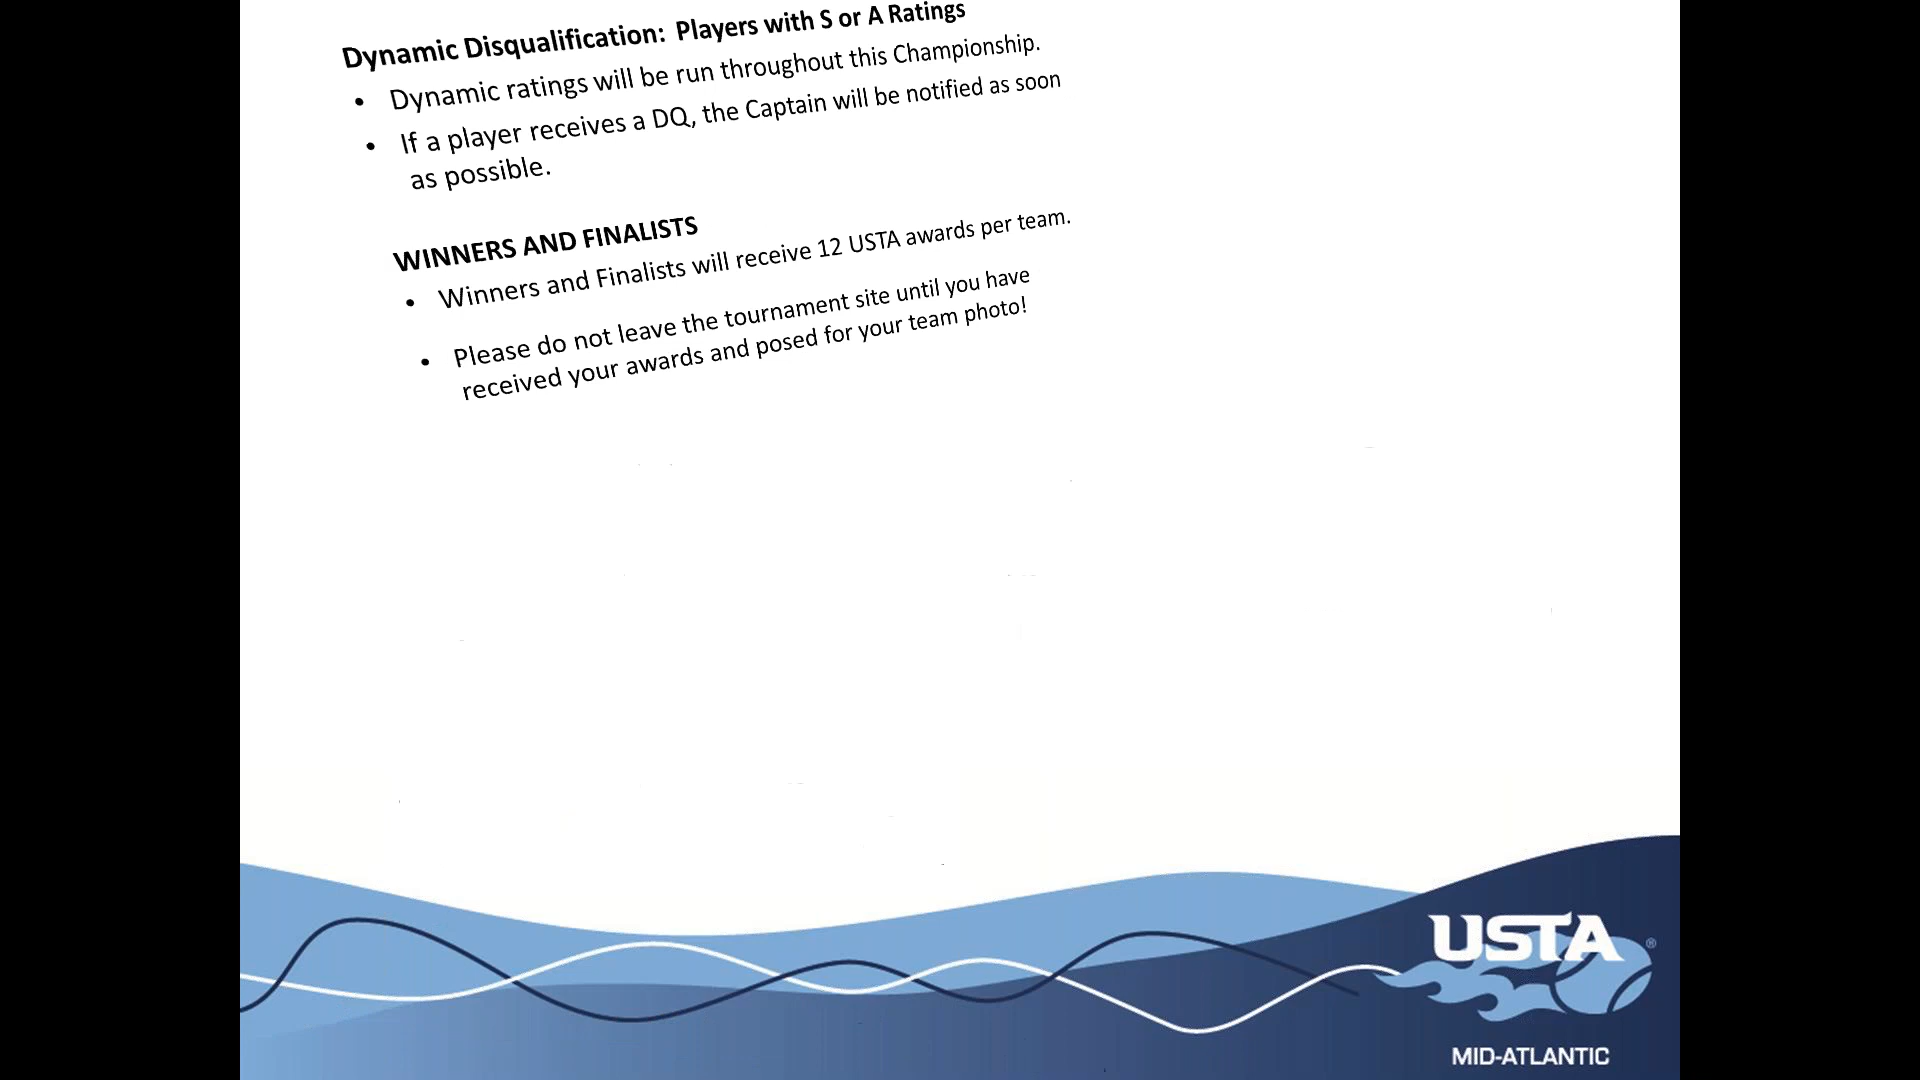 Dynamic Disqualification: Players with S or A Ratings
• Dynamic ratings will be run throughout this Championship.
• If a player receives a DQ, the Captain will be notified as soon
as possible.
WINNERS AND FINALISTS
• Winners and Finalists will receive 12 USTA awards per team.
• Please do not leave the tournament site until you have
received your awards and posed for your team photo!
USTA®
MID-ATLANTIC